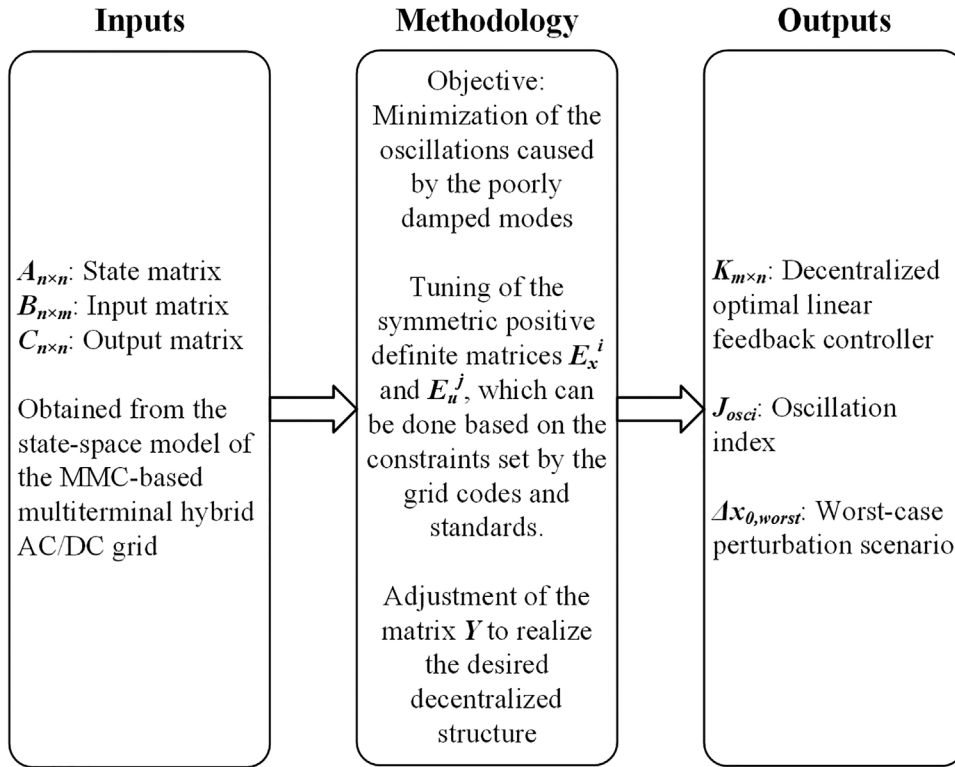 Inputs
A_{n×n}: State matrix
B_{n×m}: Input matrix
C_{n×n}: Output matrix
Obtained from the
state-space model of
the MMC-based
multiterminal hybrid
AC/DC grid
Methodology
Objective:
Minimization of the
oscillations caused
by the poorly
damped modes
Tuning of the
symmetric positive
definite matrices E_x^i
and E_u^j, which can
be done based on the
constraints set by the
grid codes and
standards.
Adjustment of the
matrix Y to realize
the desired
decentralized
structure
Outputs
K_{m×n}: Decentralized
optimal linear
feedback controller
J_{osci}: Oscillation
index
Δx_{0,worst}: Worst-case
perturbation scenario